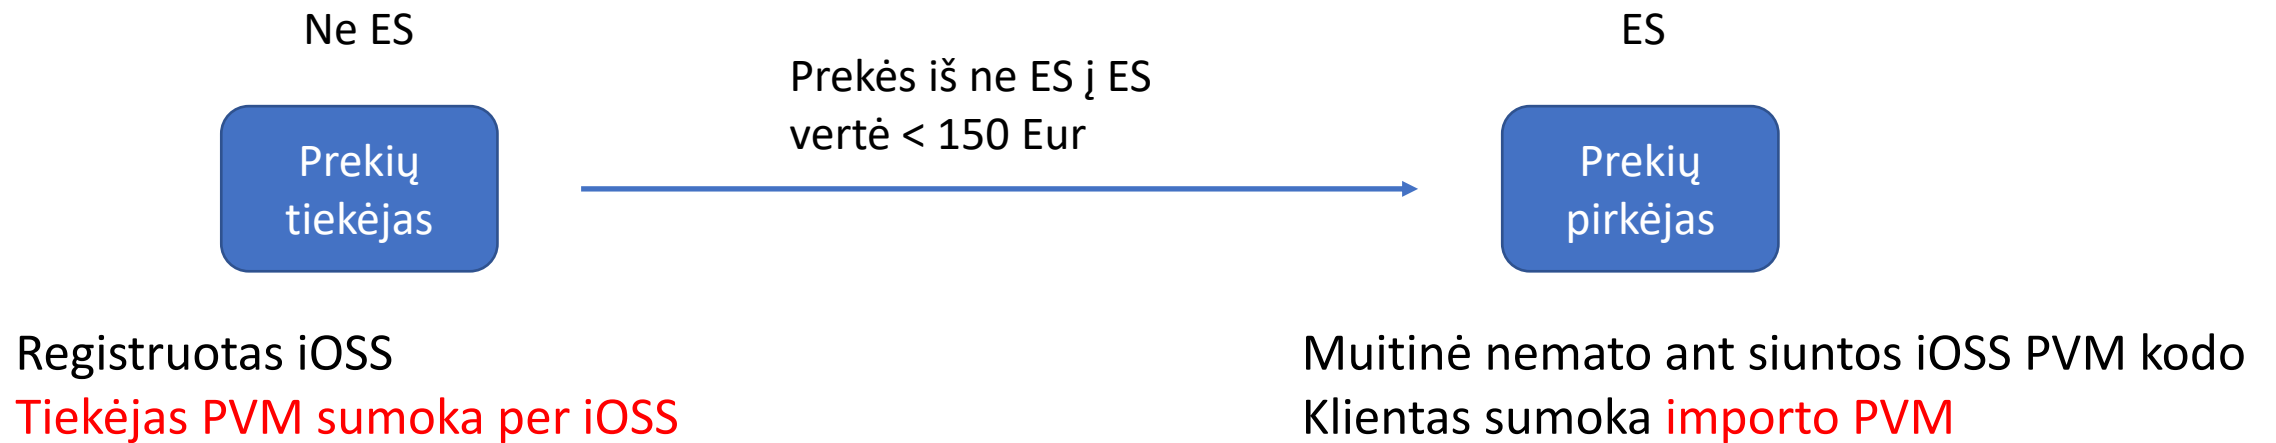 Ne ES
ES
Prekės iš ne ES į ES
vertė < 150 Eur
Prekių
tiekėjas
Prekių
pirkėjas
Registruotas iOSS
Tiekėjas PVM sumoka per iOSS
Muitinė nemato ant siuntos iOSS PVM kodo
Klientas sumoka importo PVM